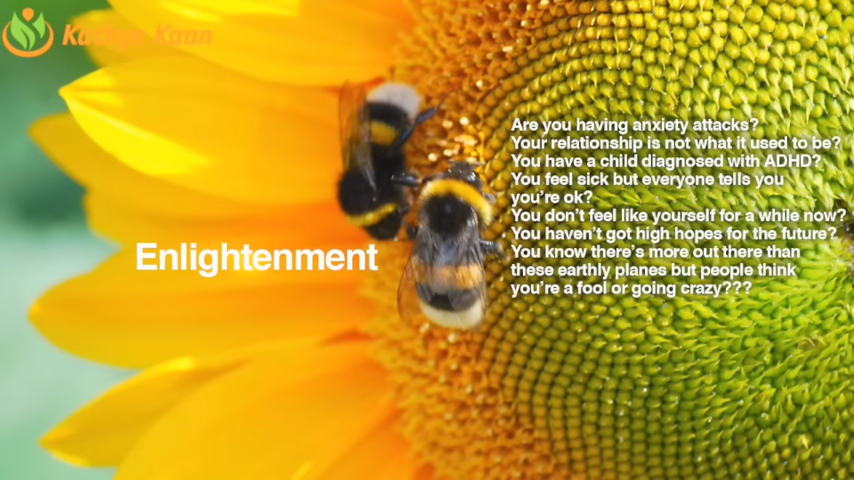 Kathye Kaan
Enlightenment
Are you having anxiety attacks?
Your relationship is not what it used to be?
You have a child diagnosed with ADHD?
You feel sick but everyone tells you
you're ok?
You don't feel like yourself for a while now?
You haven't got high hopes for the future?
You know there's more out there than
these earthly planes but people think
you're a fool or going crazy???